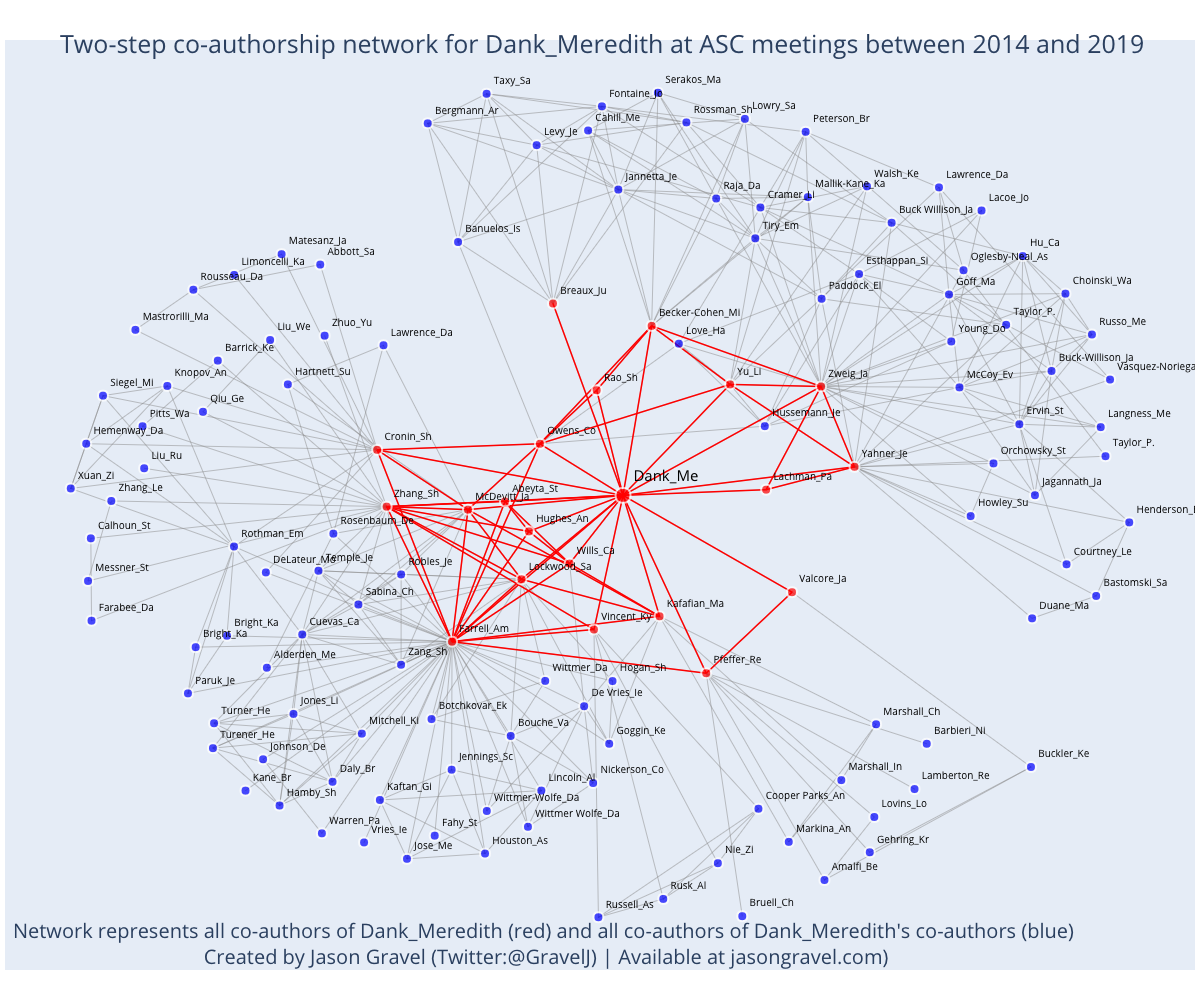 Two-step co-authorship network for Dank_Meredith at ASC meetings between 2014 and 2019
Taxy_Sa
Serakos_Ma
Fontaine_Je
Bergmann_Ar
Rossman_Sh
Lowry_Sa
Cahill_Me
Peterson_Br
Levy_Je
Jannetta_Je
Walsh_Ke
Lawrence_Da
Raja_Da
Mallik-Kane_Ka
Cramer_Li
Lacoe_Jo
Buck Willison_Ja
Banuelos_Is
Tiry_Em
Matesanz_Ja
Abbott_Sa
Hu_Ca
Limoncelli_Ka
Esthappan_Si
Oglesby-Neal_As
Rousseau_Da
Breaux_Ju
Paddock_El
Goff_Ma
Choinski_Wa
Mastrorilli_Ma
Liu_We
Zhuo_Yu
Lawrence_Da
Becker-Cohen_Mi
Love_Ha
Taylor_P.
Young_Do
Russo_Me
Barrick_Ke
Knopov_An
Hartnett_Su
Rao_Sh
Yu_Li
Zweig_Ja
McCoy_Ev
Buck-Willison_Ja
Vasquez-Noriega
Siegel_Mi
Qiu_Ge
Pitts_Wa
Hemenway_Da
Cronin_Sh
Owens_Co
Hussemann_Je
Ervin_St
Langness_Me
Liu_Ru
Yahner_Je
Orchowsky_St
Taylor_P.
Xuan_Zi
Zhang_Le
Zhang_Sh
McDevitt_Ja
Abeyta_St
Dank_Me
Lachman_Pa
Jagannath_Ja
Howley_Su
Calhoun_St
Rothman_Em
Rosenbaum_De
Hughes_An
Henderson_
Messner_St
DeLateur_Mo
Temple_Je
Robles_Je
Lockwood_Sa
Wills_Ca
Courtney_Le
Farabee_Da
Sabina_Ch
Valcore_Ja
Bastomski_Sa
Bright_Ka
Bright_Ka
Cuevas_Ca
Farrell_Am
Vincent_Ky
Kafafian_Ma
Duane_Ma
Alderden_Me
Zang_Sh
Paruk_Je
Wittmer_Da
Hogan_Sh
Pfeffer_Re
Turner_He
Jones_Li
Mitchell_Ki
Botchkovar_Ek
De Vries_Ie
Turener_He
Johnson_De
Bouche_Va
Goggin_Ke
Marshall_Ch
Barbieri_Ni
Kane_Br
Daly_Br
Jennings_Sc
Buckler_Ke
Hamby_Sh
Kaftan_Gi
Lincoln_Al
Nickerson_Co
Marshall_In
Lamberton_Re
Warren_Pa
Wittmer-Wolfe_Da
Wittmer Wolfe_Da
Cooper Parks_An
Lovins_Lo
Vries_Ie
Fahy_St
Jose_Me
Houston_As
Markina_An
Gehring_Kr
Nie_Zi
Amalfi_Be
Rusk_Al
Russell_As
Bruell_Ch
Network represents all co-authors of Dank_Meredith (red) and all co-authors of Dank_Meredith's co-authors (blue)
Created by Jason Gravel (Twitter:@GravelJ) | Available at jasongravel.com)